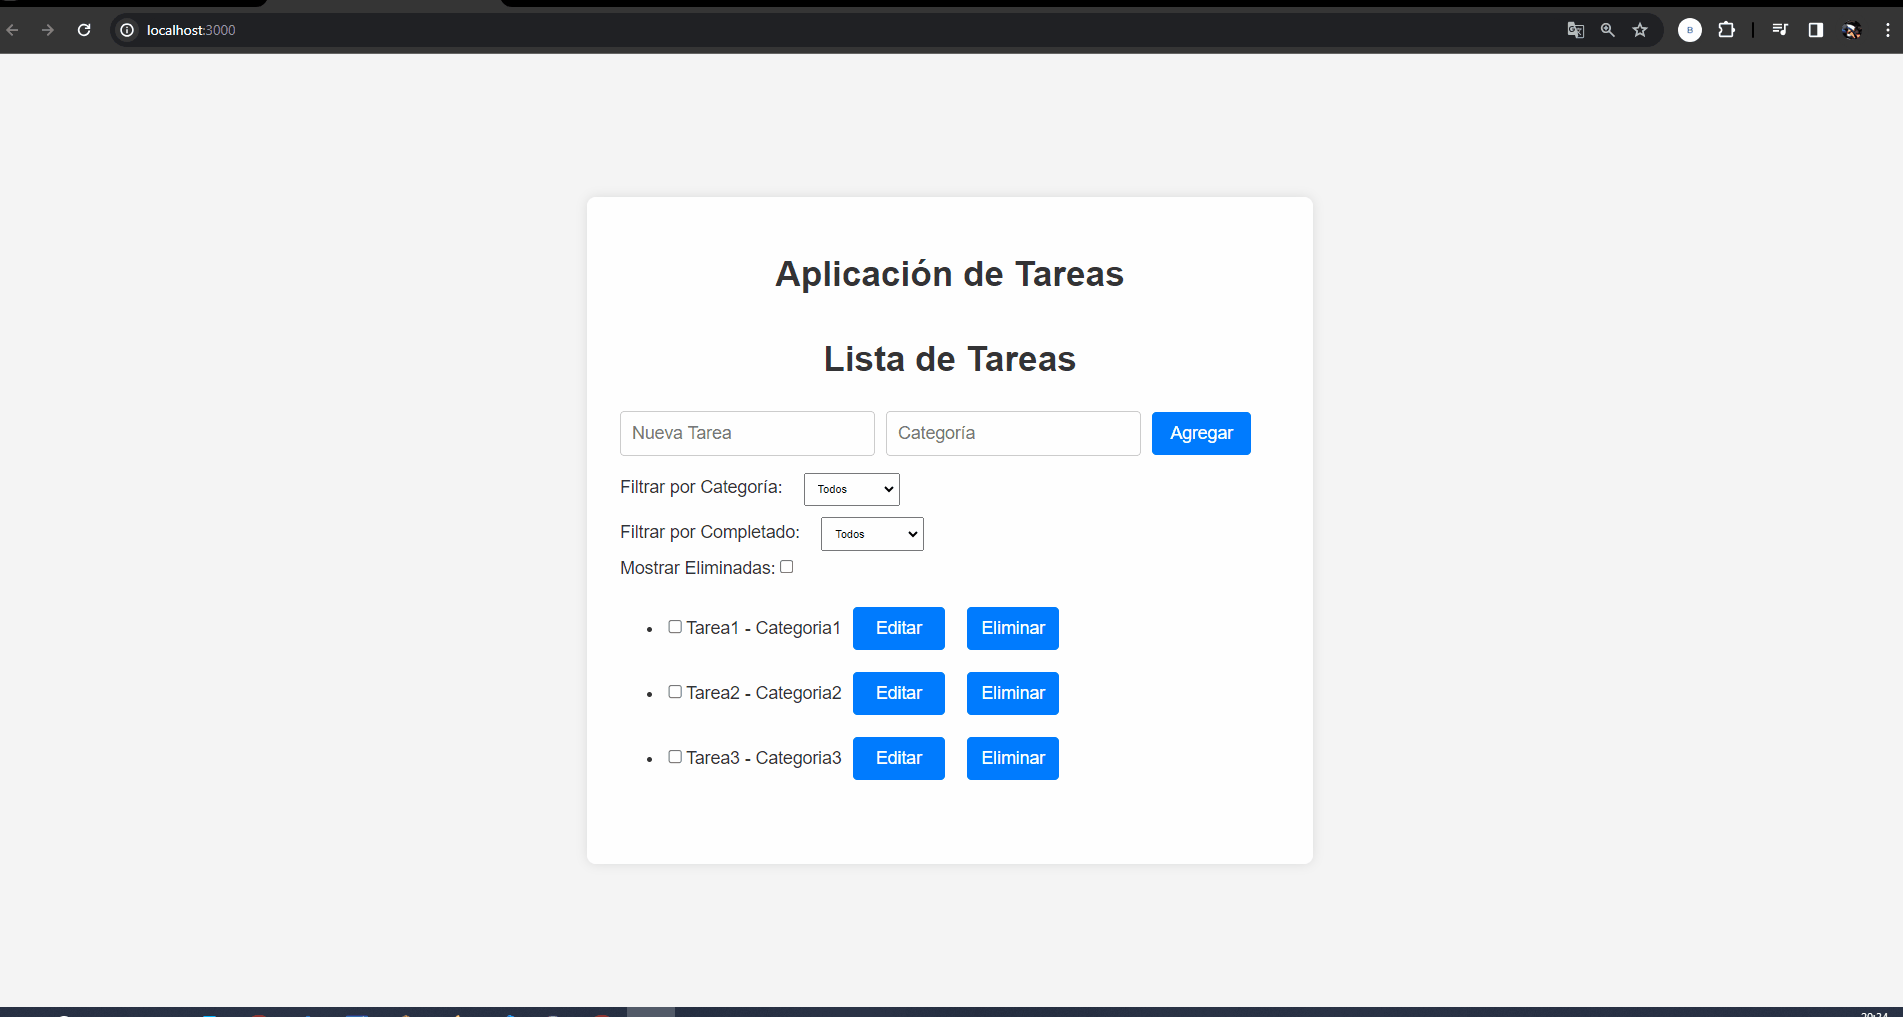 localhost:3000
B
Aplicación de Tareas
Lista de Tareas
Nueva Tarea Categoría Agregar
Filtrar por Categoría: Todos
Filtrar por Completado: Todos
Mostrar Eliminadas:
Tarea1 - Categoria1 Editar Eliminar
Tarea2 - Categoria2 Editar Eliminar
Tarea3 - Categoria3 Editar Eliminar